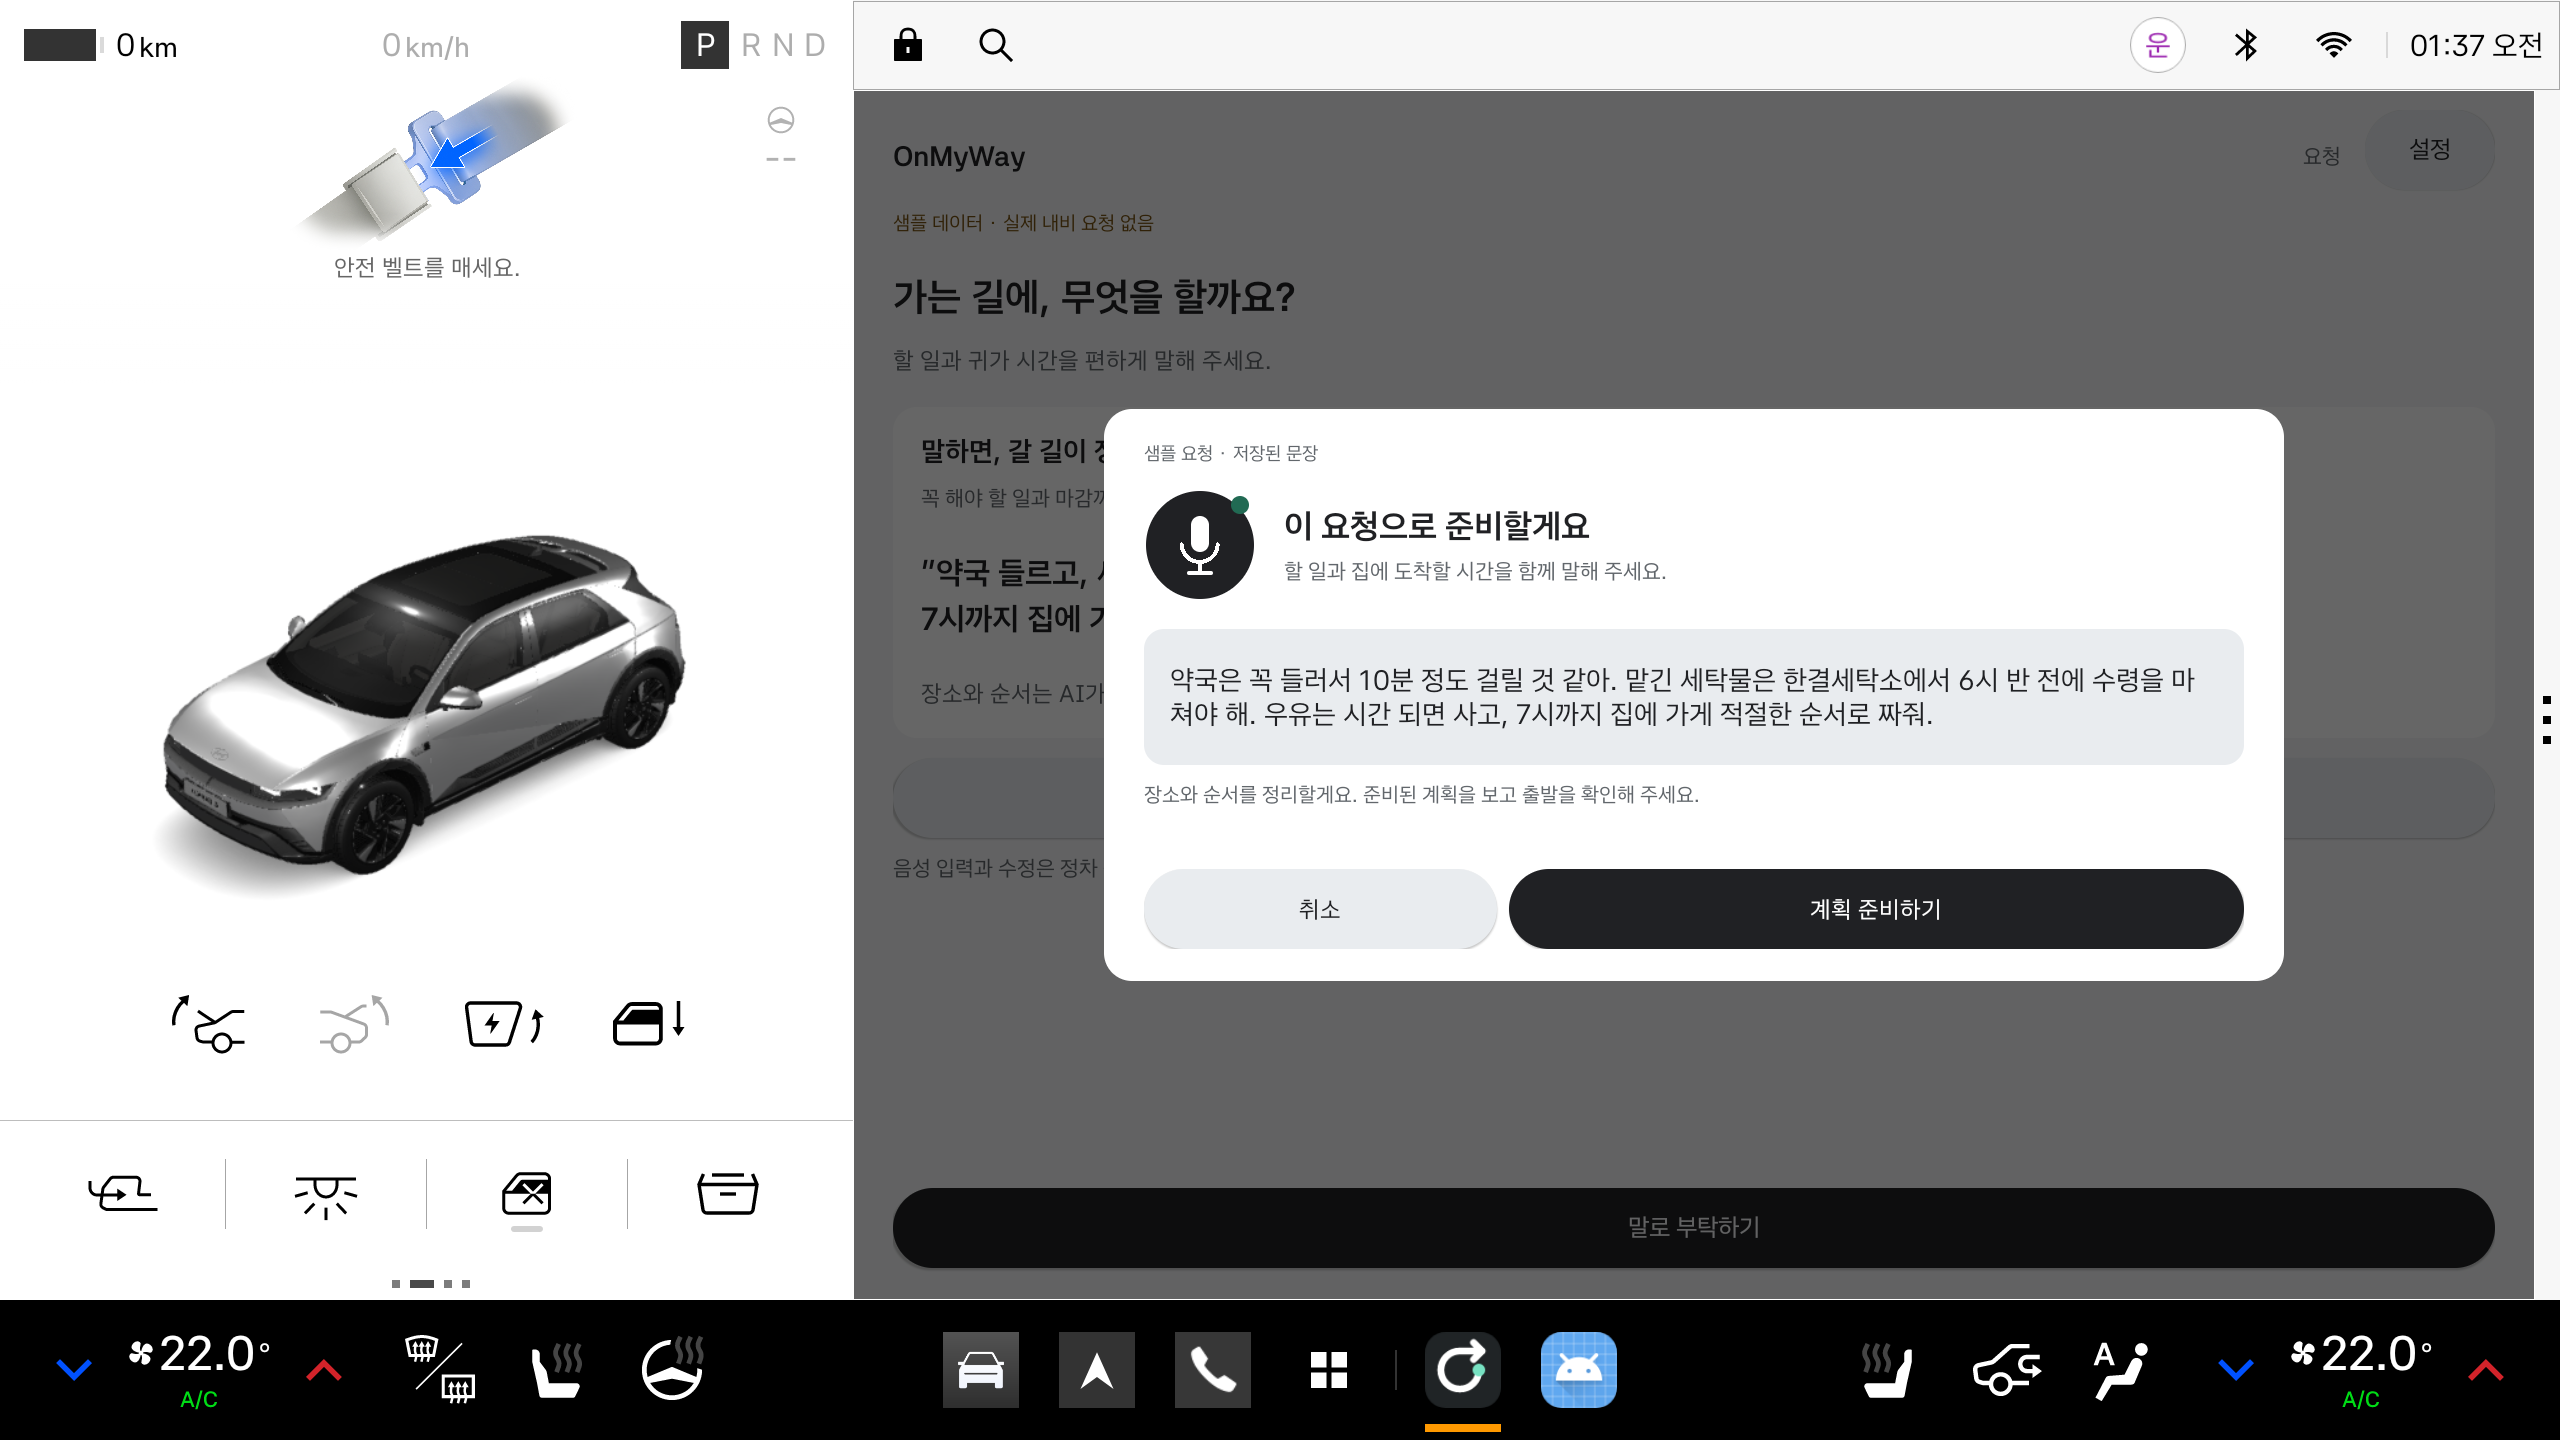 0 km
0 km/h
P R N D
안전 벨트를 매세요.
운
01:37 오전
OnMyWay
요청
설정
샘플 데이터 · 실제 내비 요청 없음
가는 길에, 무엇을 할까요?
할 일과 귀가 시간을 편하게 말해 주세요.
말하면, 갈 길이
꼭 해야 할 일과 마감
"약국 들르고,
7시까지 집에
장소와 순서는 AI가
음성 입력과 수정은 정차
샘플 요청 · 저장된 문장
이 요청으로 준비할게요
할 일과 집에 도착할 시간을 함께 말해 주세요.
약국은 꼭 들러서 10분 정도 걸릴 것 같아. 맡긴 세탁물은 한결세탁소에서 6시 반 전에 수령을 마
쳐야 해. 우유는 시간 되면 사고, 7시까지 집에 가게 적절한 순서로 짜줘.
장소와 순서를 정리할게요. 준비된 계획을 보고 출발을 확인해 주세요.
취소
계획 준비하기
말로 부탁하기
22.0°
A/C
A
22.0°
A/C